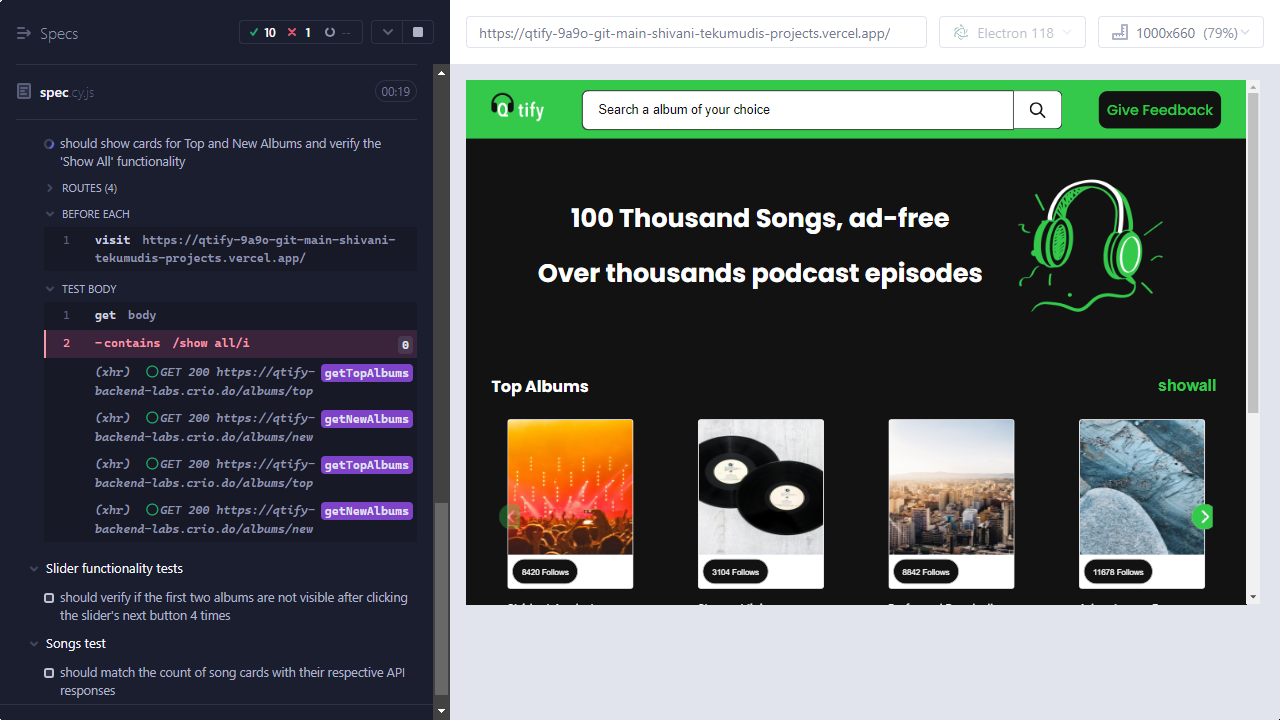 Specs
10
1
--
spec.cy.js
00:19
should show cards for Top and New Albums and verify the
'Show All' functionality
ROUTES (4)
BEFORE EACH
1 visit https://qtify-9a9o-git-main-shivani-
tekumudis-projects.vercel.app/
TEST BODY
1 get body
2 -contains /show all/i 0
(xhr) GET 200 https://qtify-
backend-labs.crio.do/albums/top
getTopAlbums
(xhr) GET 200 https://qtify-
backend-labs.crio.do/albums/new
getNewAlbums
(xhr) GET 200 https://qtify-
backend-labs.crio.do/albums/top
getTopAlbums
(xhr) GET 200 https://qtify-
backend-labs.crio.do/albums/new
getNewAlbums
Slider functionality tests
should verify if the first two albums are not visible after clicking
the slider's next button 4 times
Songs test
should match the count of song cards with their respective API
responses
https://qtify-9a9o-git-main-shivani-tekumudis-projects.vercel.app/
Electron 118
1000x660 (79%)
Qtify
Search a album of your choice
Give Feedback
100 Thousand Songs, ad-free
Over thousands podcast episodes
Top Albums
showall
8420 Follows
3104 Follows
8842 Follows
11678 Follows